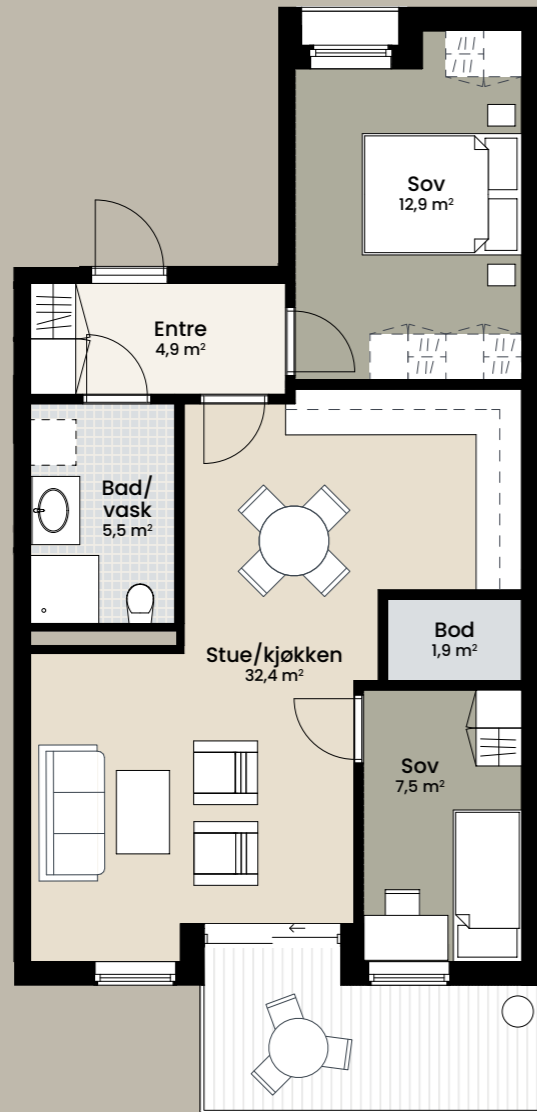 Sov
12,9 m²
Entre
4,9 m²
Bad/
vask
5,5 m²
Bod
1,9 m²
Stue/kjøkken
32,4 m²
Sov
7,5 m²